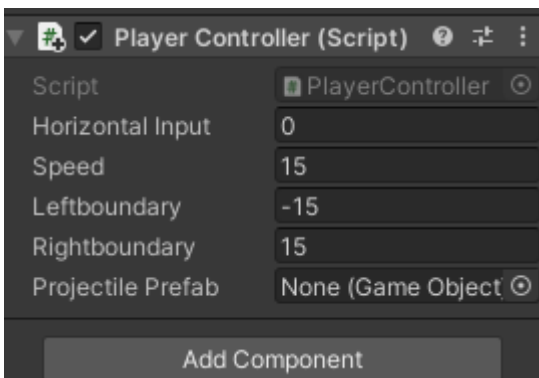 Player Controller (Script)
Script PlayerController
Horizontal Input 0
Speed 15
Leftboundary -15
Rightboundary 15
Projectile Prefab None (Game Object
Add Component